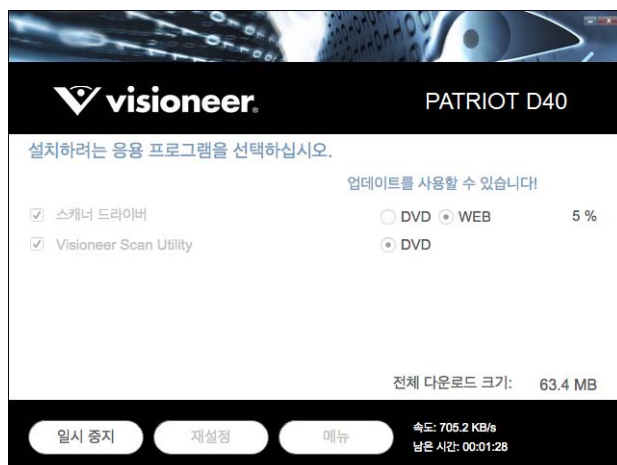 visioneer®
PATRIOT D40
설치하려는 응용 프로그램을 선택하십시오.
업데이트를 사용할 수 있습니다!
스캐너 드라이버 DVD WEB 5 %
Visioneer Scan Utility DVD
전체 다운로드 크기: 63.4 MB
일시 중지 재설정 메뉴
속도: 705.2 KB/s
남은 시간: 00:01:28